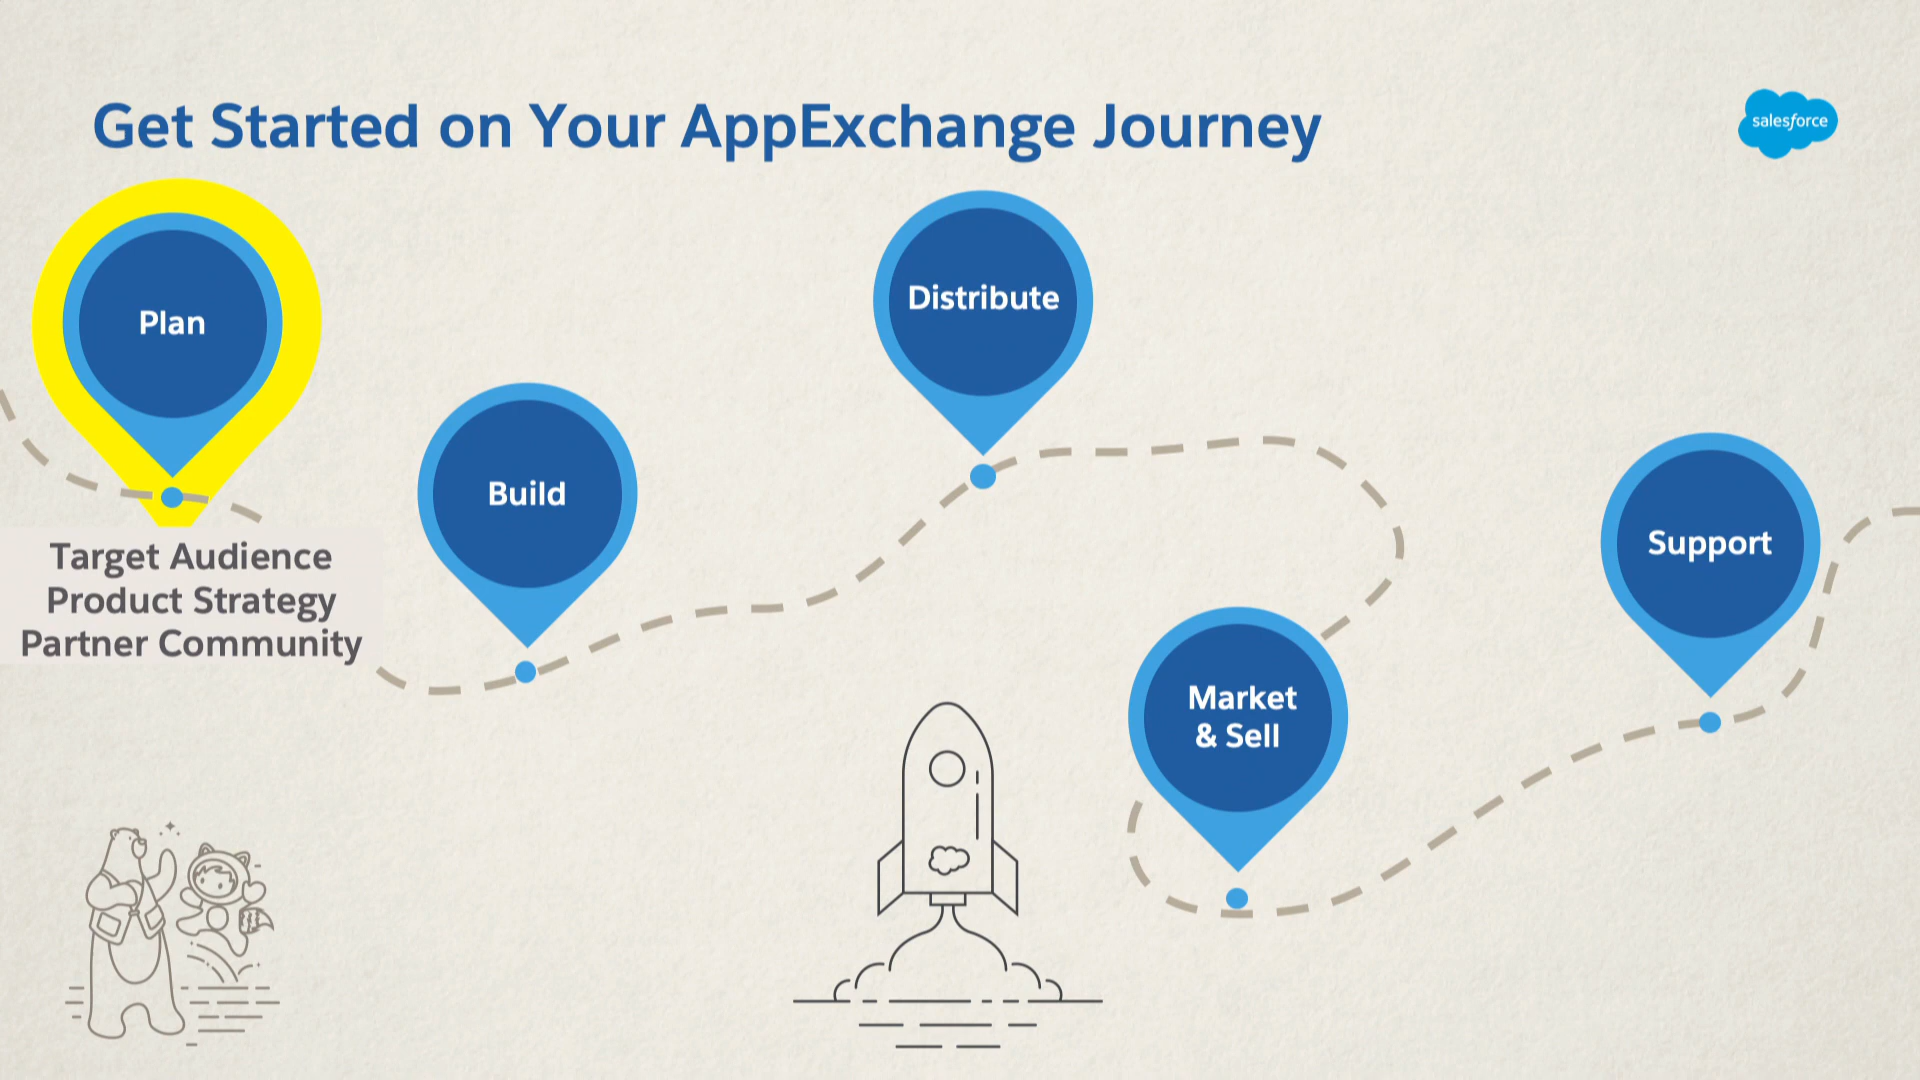 Get Started on Your AppExchange Journey
salesforce
Plan
Target Audience
Product Strategy
Partner Community
Build
Distribute
Market
& Sell
Support